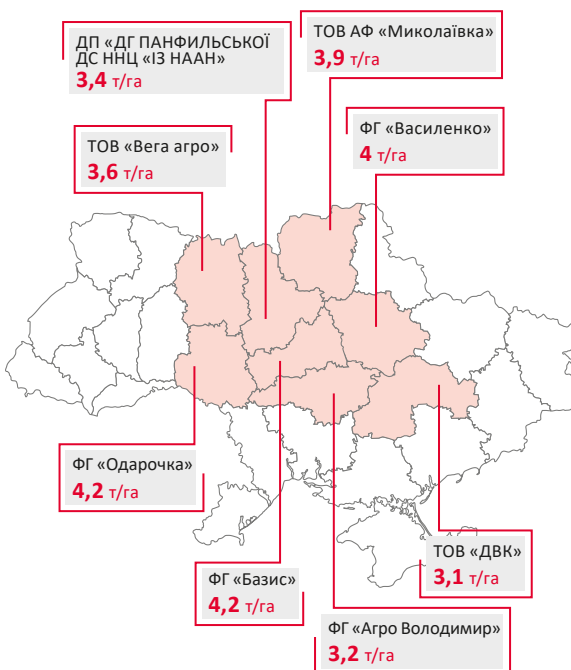 ДП «ДГ ПАНФИЛЬСЬКОЇ
ДС ННЦ «ІЗ НААН»
3,4 т/га
ТОВ АФ «Миколаївка»
3,9 т/га
ТОВ «Вега агро»
3,6 т/га
ФГ «Василенко»
4 т/га
ФГ «Одарочка»
4,2 т/га
ФГ «Базис»
4,2 т/га
ТОВ «ДВК»
3,1 т/га
ФГ «Агро Володимир»
3,2 т/га